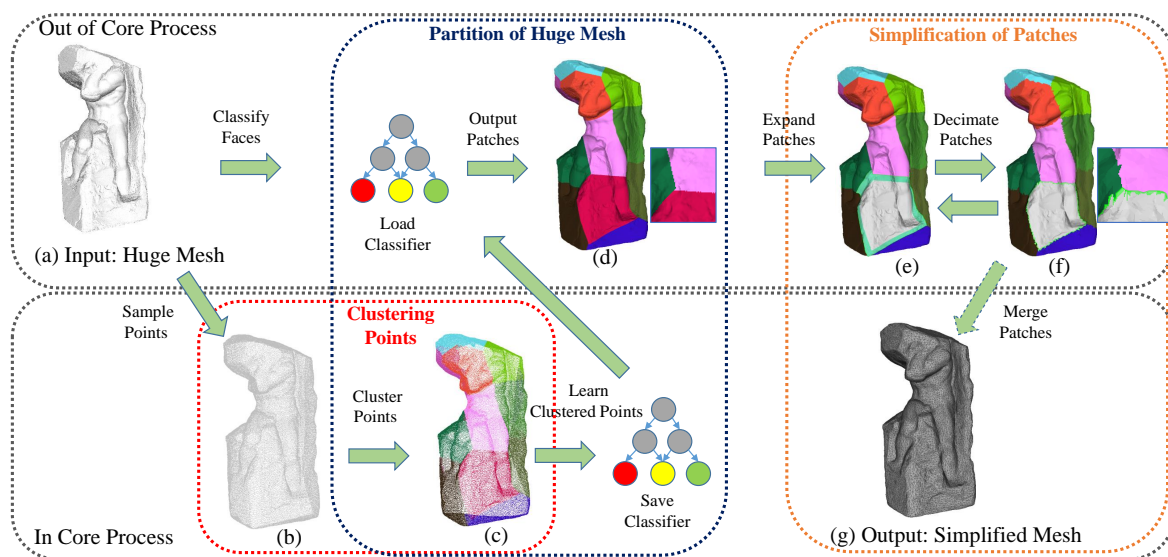 Out of Core Process
Partition of Huge Mesh
Simplification of Patches
Classify
Faces
Output
Patches
Expand
Patches
Decimate
Patches
Load
Classifier
(a) Input: Huge Mesh
(d)
(e)
(f)
Sample
Points
Clustering
Points
Merge
Patches
Cluster
Points
Learn
Clustered Points
Save
Classifier
In Core Process
(b)
(c)
(g) Output: Simplified Mesh